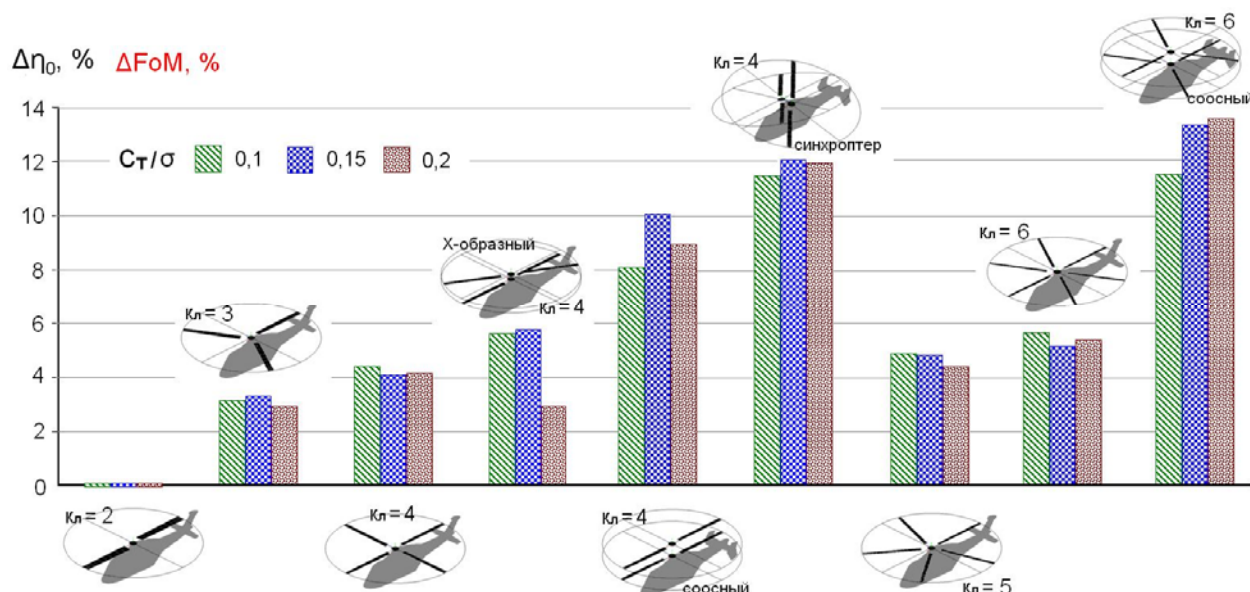 Δη₀, % ΔFoM, %
14
12
10
8
6
4
2
0
Cт/σ 0,1 0,15 0,2
Кл = 2
Кл = 3
Кл = 4
Х-образный
Кл = 4
Кл = 4
соосный
Кл = 4
синхроптер
Кл = 5
Кл = 6
Кл = 6
соосный